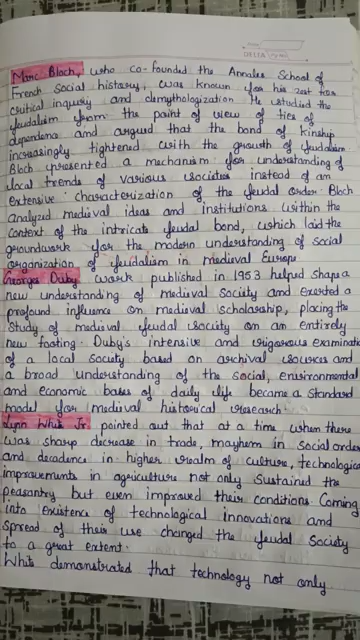 DELTA
Marc Bloch, who co-founded the Annales School of
French social history, was known for his zest for
critical inquiry and demythologization He studied the
feudalism from the point of view of ties of
dependence and argued that the bond of kinship
increasingly tightened with the growth of feudalism
Bloch presented a mechanism for understanding of
local trends of various societies instead of an
extensive characterization of the feudal order. Bloch
analyzed medieval ideas and institutions within the
context of the intricate feudal bond, which laid the
groundwork for the modern understanding of social
organization of feudalism in medieval Europe
Georges Duby work published in 1953 helped shape a
new understanding of medieval society and exerted a
profound influence on medieval scholarship, placing the
study of medieval feudal society on an entirely
new footing. Duby's intensive and rigorous examinatio
of a local society based on archival sources and
a broad understanding of the social, environmental
and economic bases of daily life became a standard
model for medieval historical research.
Lynn White Jr. pointed out that at a time when there
was sharp decrease in trade, mayhem in social order
and decadence in higher realm of culture, technologica
improvements in agriculture not only sustained the
peasantry but even improved their conditions. Coming
into existence of technological innovations and
spread of their use changed the feudal Society
to a great extent.
White demonstrated that technology not only